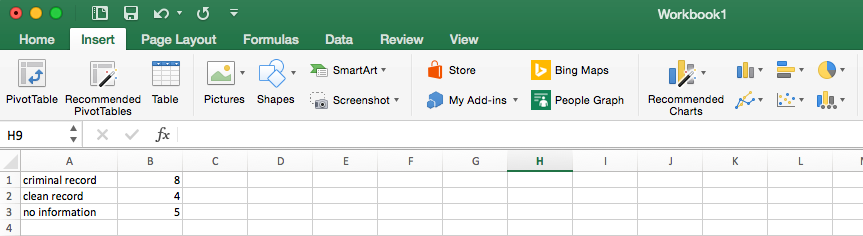 Workbook1
Home Insert Page Layout Formulas Data Review View
PivotTable Recommended PivotTables Table Pictures Shapes SmartArt Screenshot Store My Add-ins Bing Maps People Graph Recommended Charts
H9 fx
A B C D E F G H I J K L
1 criminal record 8
2 clean record 4
3 no information 5
4